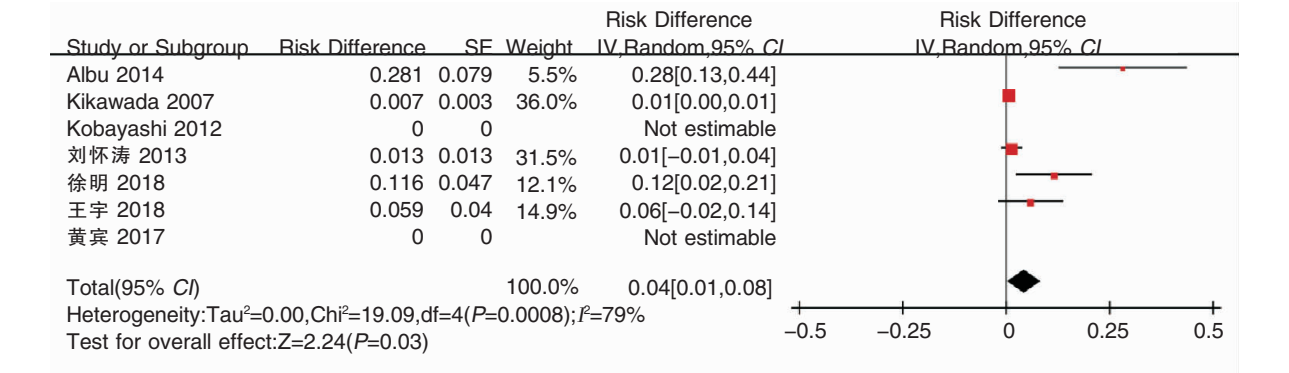 Risk Difference Risk Difference
Study or Subgroup Risk Difference SE Weight IV,Random,95% CI IV,Random,95% CI
Albu 2014 0.281 0.079 5.5% 0.28[0.13,0.44]
Kikawada 2007 0.007 0.003 36.0% 0.01[0.00,0.01]
Kobayashi 2012 0 0 Not estimable
刘怀涛 2013 0.013 0.013 31.5% 0.01[−0.01,0.04]
徐明 2018 0.116 0.047 12.1% 0.12[0.02,0.21]
王宇 2018 0.059 0.04 14.9% 0.06[−0.02,0.14]
黄宾 2017 0 0 Not estimable
Total(95% CI) 100.0% 0.04[0.01,0.08]
Heterogeneity:Tau²=0.00,Chi²=19.09,df=4(P=0.0008);I²=79%
Test for overall effect:Z=2.24(P=0.03)
−0.5 −0.25 0 0.25 0.5